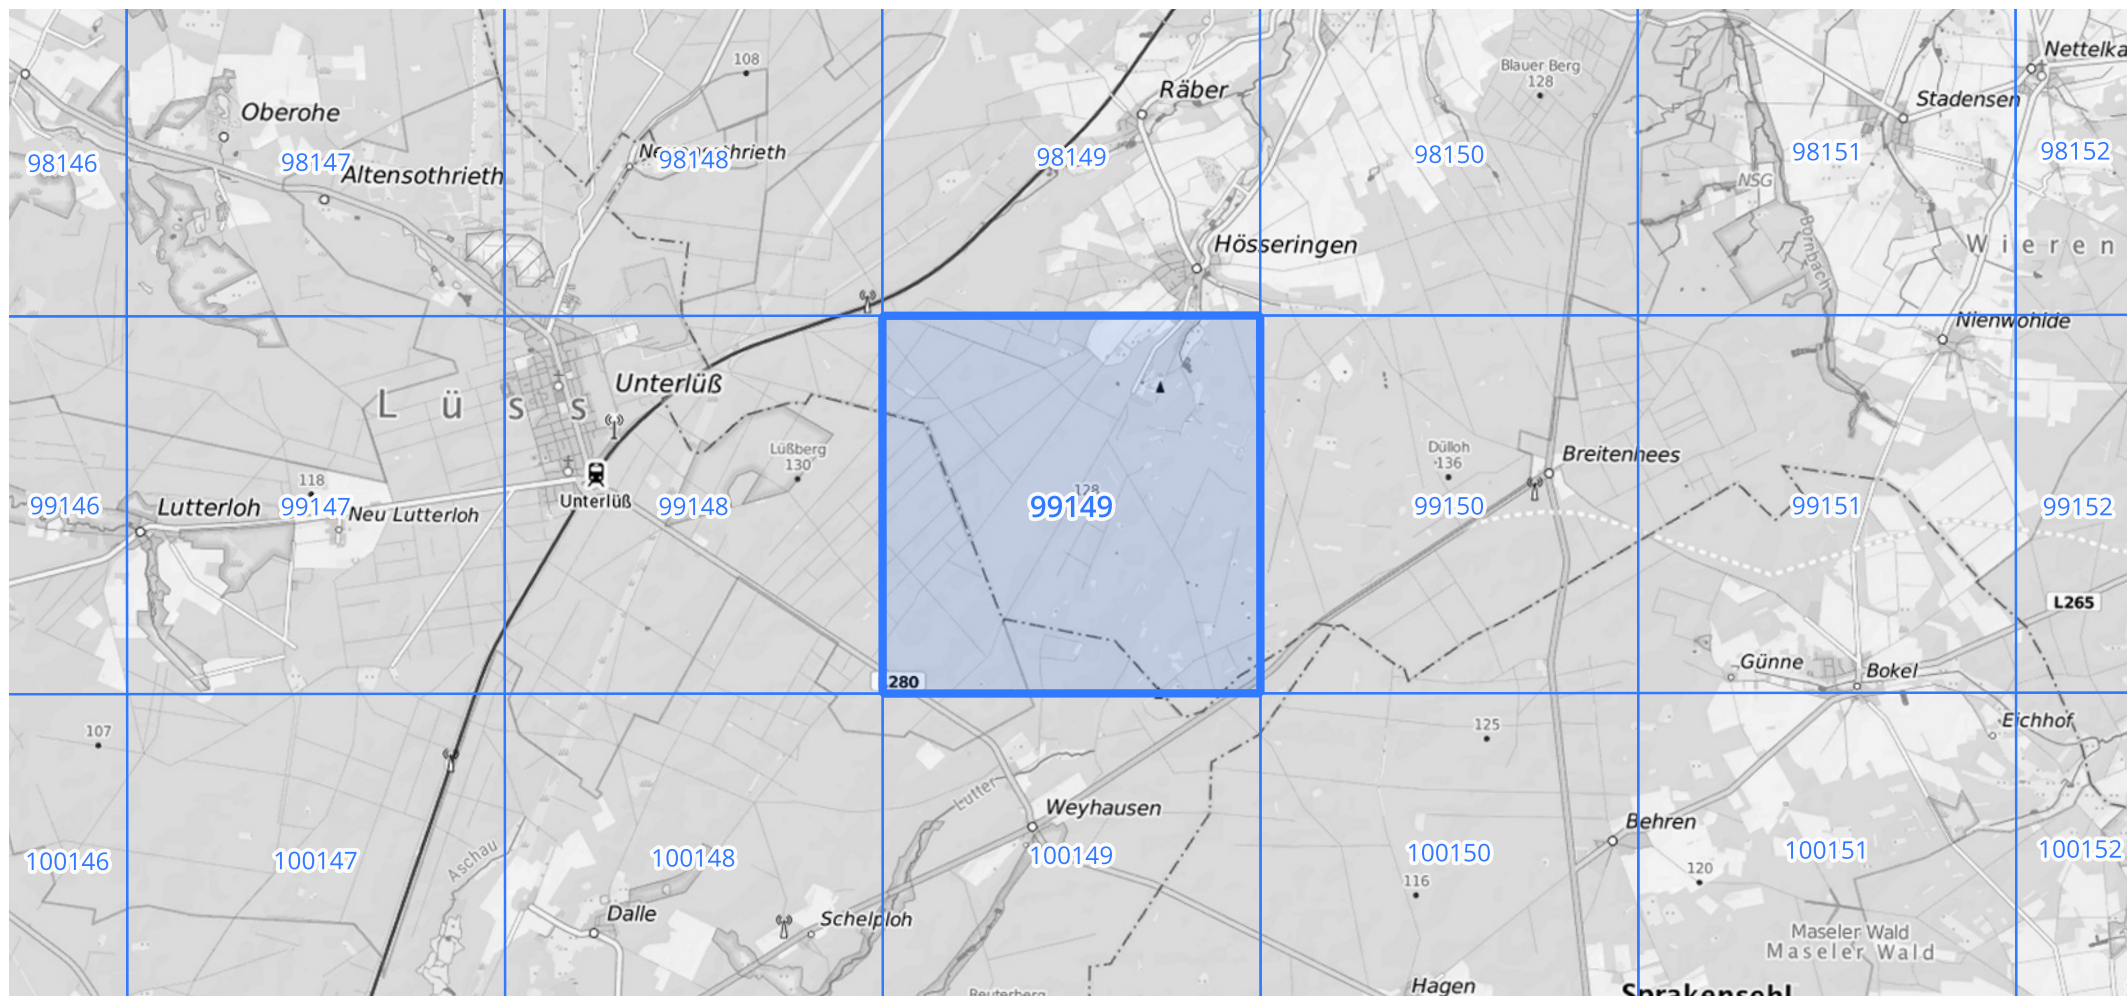 Nettelka
108
Blauer Berg
128
Räber
Oberohe
Stadensen
98146
98147
Altensothrieth
98148
98149
98150
98151
98152
NSG
Bornbach
Hösseringen
Wieren
Nienwohlde
Unterlüß
Lüss
Lüßberg
130
Dülloh
136
Breitenhees
118
128
Lutterloh
Unterlüß
99146
99147
Neu Lutterloh
99148
99149
99150
99151
99152
L265
Günne
Bokel
280
107
125
Eichhof
Lutter
Weyhausen
Behren
Aschau
100146
100147
100148
100149
100150
100151
100152
120
116
Dalle
Schelploh
Maseler Wald
Maseler Wald
Hagen
Sprakensehl